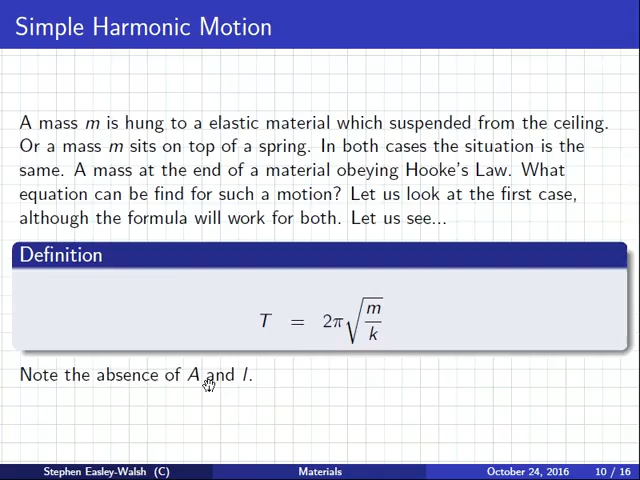 Simple Harmonic Motion
A mass m is hung to a elastic material which suspended from the ceiling.
Or a mass m sits on top of a spring. In both cases the situation is the
same. A mass at the end of a material obeying Hooke's Law. What
equation can be find for such a motion? Let us look at the first case,
although the formula will work for both. Let us see...
Definition
T = 2π√(m/k)
Note the absence of A and l.
Stephen Easley-Walsh (C) Materials October 24, 2016 10 / 16